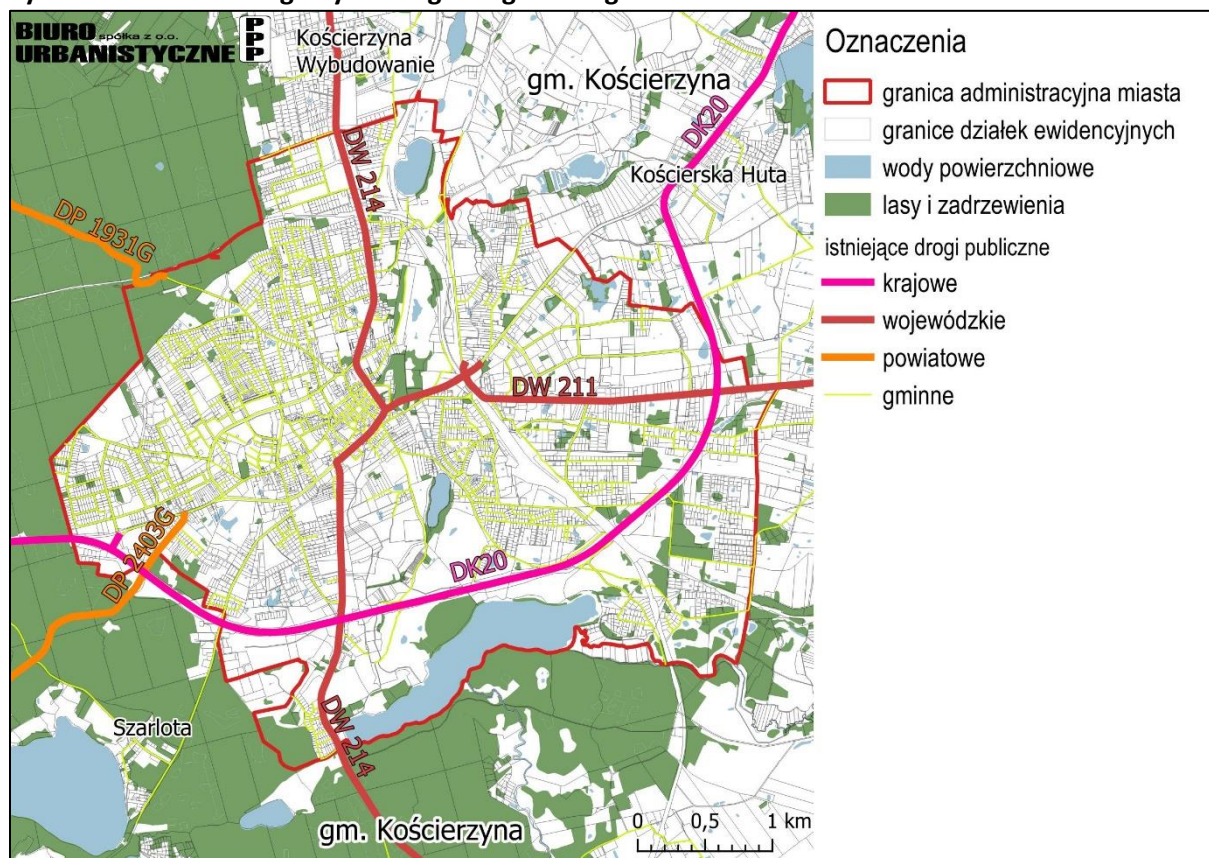 BIURO spółka z o.o.
URBANISTYCZNE
PPP
Kościerzyna
Wybudowanie
gm. Kościerzyna
DK20
DW 214
Kościerska Huta
DP 1931G
DW 211
DP 2403G
DK20
Szarlota
DW 214
gm. Kościerzyna
0 0,5 1 km
Oznaczenia
granica administracyjna miasta
granice działek ewidencyjnych
wody powierzchniowe
lasy i zadrzewienia
istniejące drogi publiczne
krajowe
wojewódzkie
powiatowe
gminne